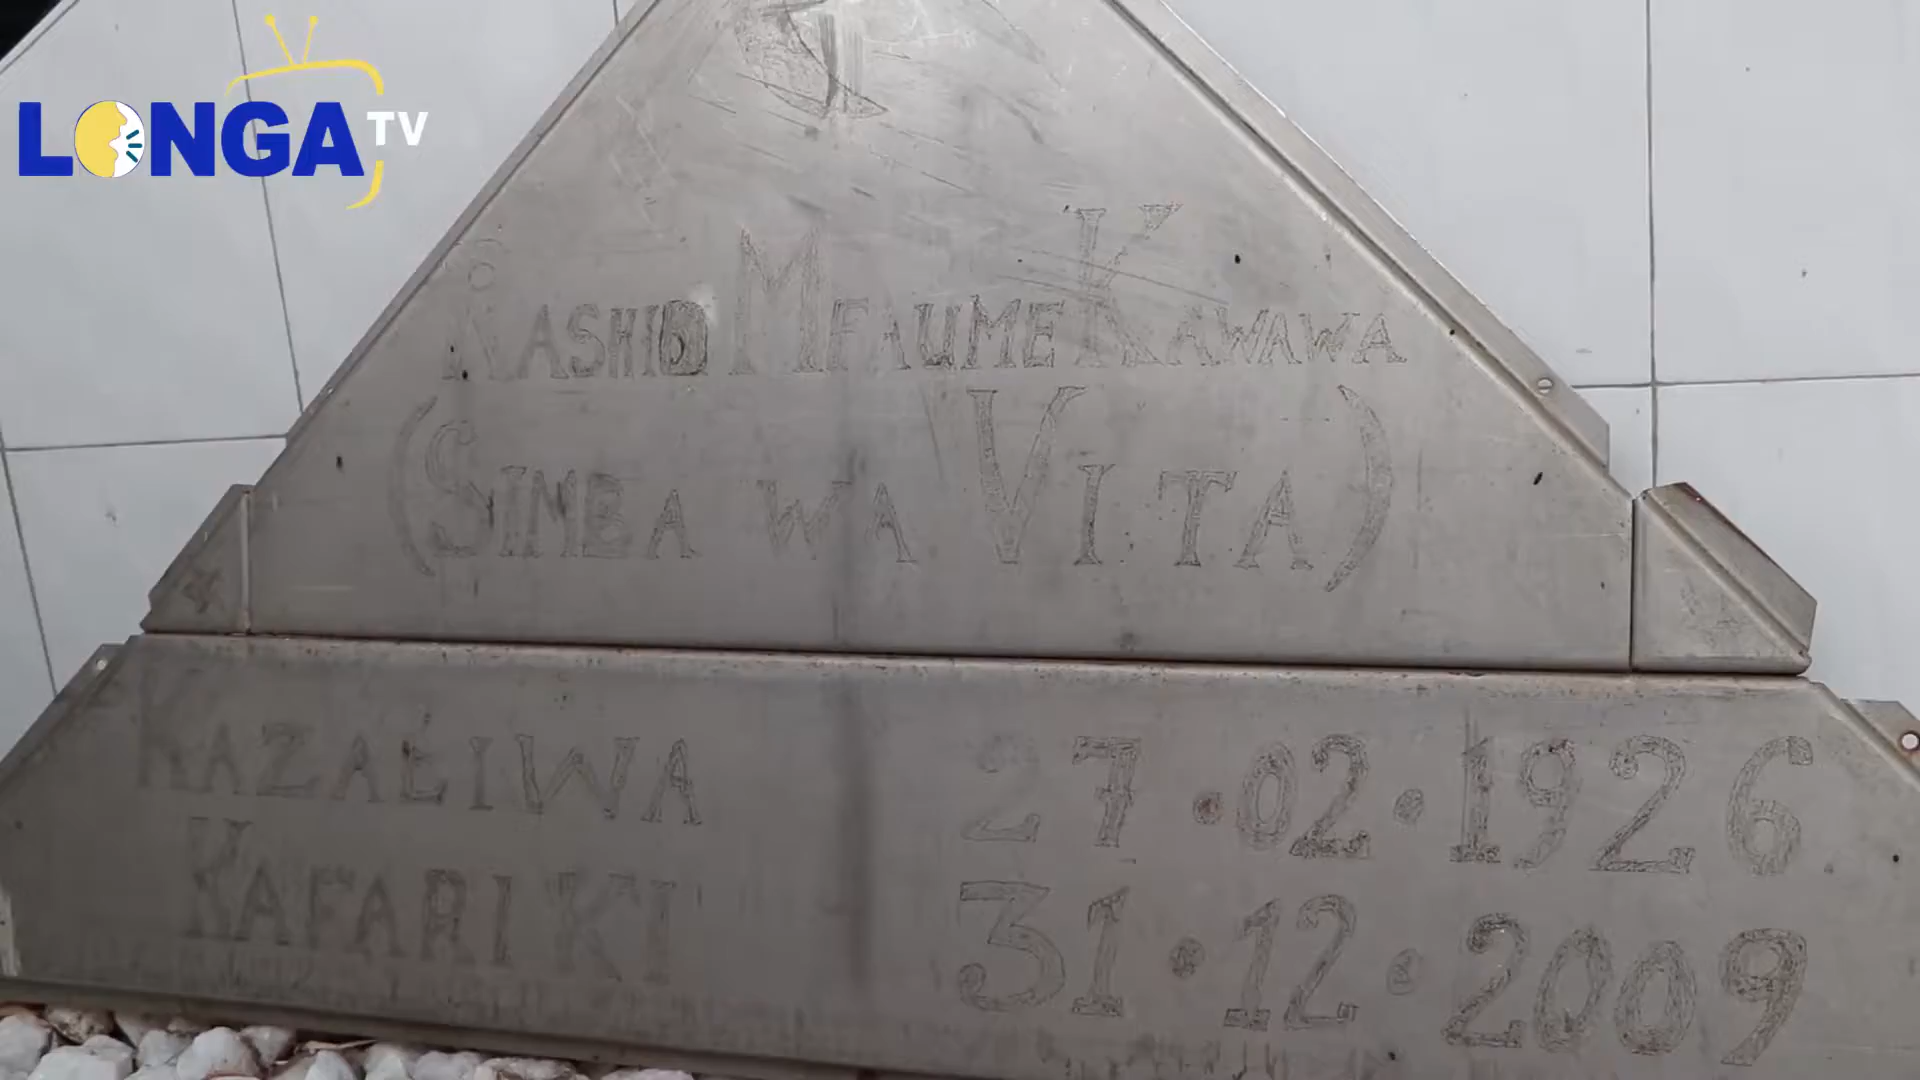 LONGA TV
RASHID MFAUME KAWAWA
(SIMBA WA VITA)
KAZALIWA 27.02.1926
KAFARIKI 31.12.2009